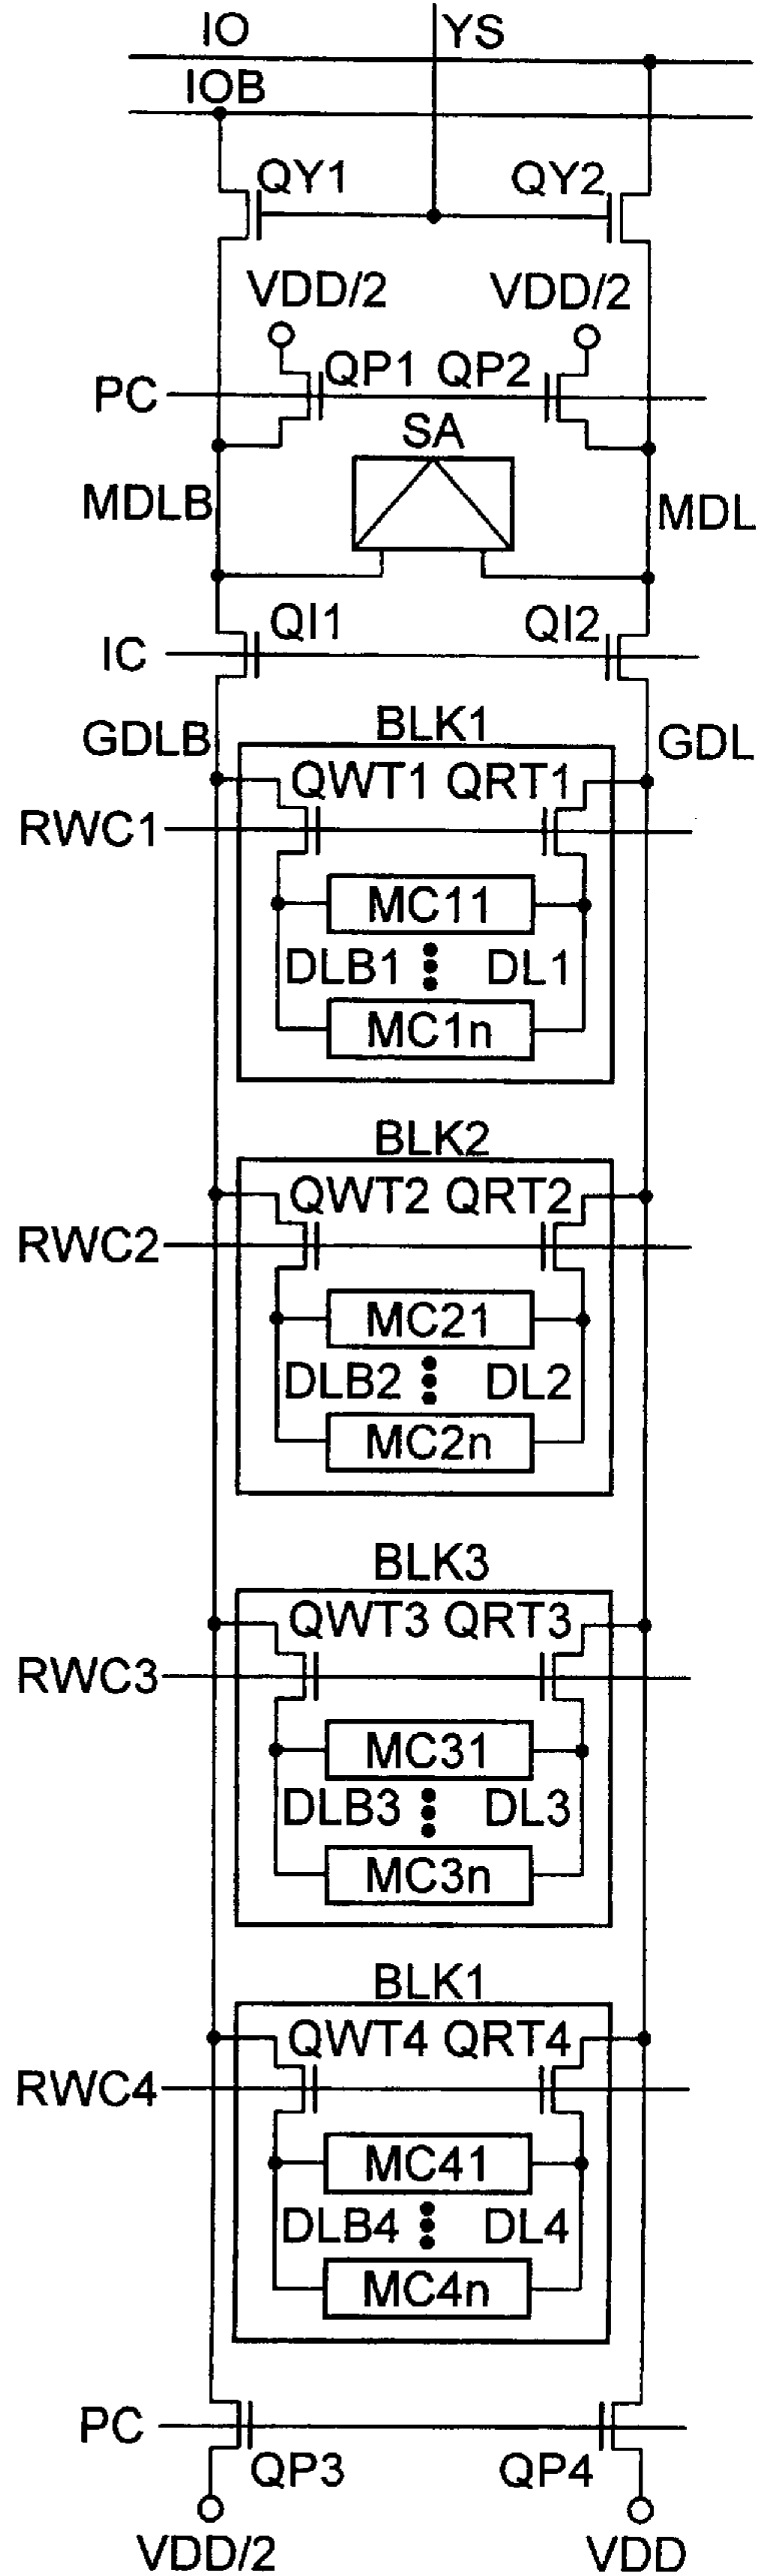 IO
YS
IOB
QY1
QY2
VDD/2
VDD/2
PC
QP1
QP2
SA
MDLB
MDL
QI1
QI2
IC
BLK1
GDLB
GDL
QWT1 QRT1
RWC1
MC11
DLB1
DL1
MC1n
BLK2
QWT2 QRT2
RWC2
MC21
DLB2
DL2
MC2n
BLK3
QWT3 QRT3
RWC3
MC31
DLB3
DL3
MC3n
BLK1
QWT4 QRT4
RWC4
MC41
DLB4
DL4
MC4n
PC
QP3
QP4
VDD/2
VDD